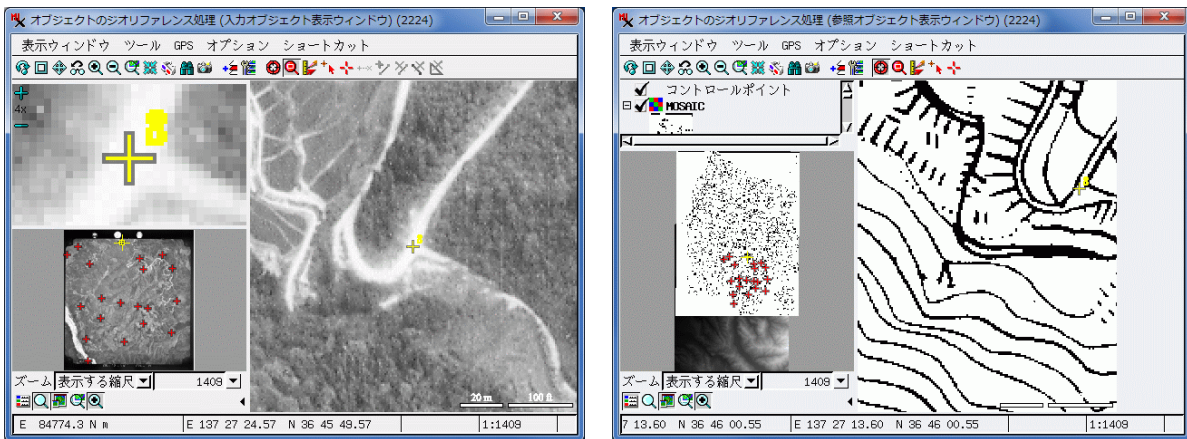 オブジェクトのジオリファレンス処理 (入力オブジェクト表示ウィンドウ) (2224)
表示ウィンドウ ツール GPS オプション ショートカット
4x
8
ズーム 表示する縮尺 1409
20 m 100 ft
E 84774.3 N m E 137 27 24.57 N 36 45 49.57 1:1409
オブジェクトのジオリファレンス処理 (参照オブジェクト表示ウィンドウ) (2224)
表示ウィンドウ ツール GPS オプション ショートカット
コントロールポイント
MOSAIC
ズーム 表示する縮尺 1409
7 13.60 N 36 46 00.55 E 137 27 13.60 N 36 46 00.55 1:1409